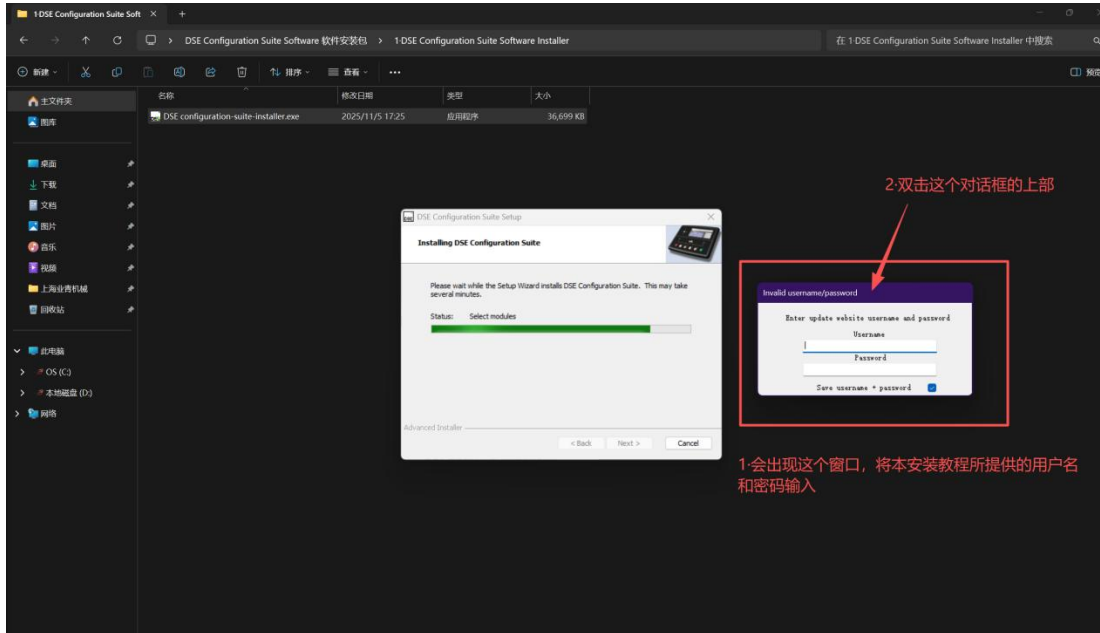 1-DSE Configuration Suite Soft
DSE Configuration Suite Software 软件安装包 > 1-DSE Configuration Suite Software Installer
在 1-DSE Configuration Suite Software Installer 中搜索
新建
排序
查看
预览
主文件夹
图库
桌面
下载
文档
图片
音乐
视频
上海业青机械
回收站
此电脑
OS (C:)
本地磁盘 (D:)
网络
名称
修改日期
类型
大小
DSE configuration-suite-installer.exe
2025/11/5 17:25
应用程序
36,699 KB
DSE Configuration Suite Setup
Installing DSE Configuration Suite
Please wait while the Setup Wizard installs DSE Configuration Suite. This may take
several minutes.
Status: Select modules
Advanced Installer
< Back
Next >
Cancel
2·双击这个对话框的上部
Invalid username/password
Enter update website username and password
Username
Password
Save username + password
1·会出现这个窗口，将本安装教程所提供的用户名
和密码输入